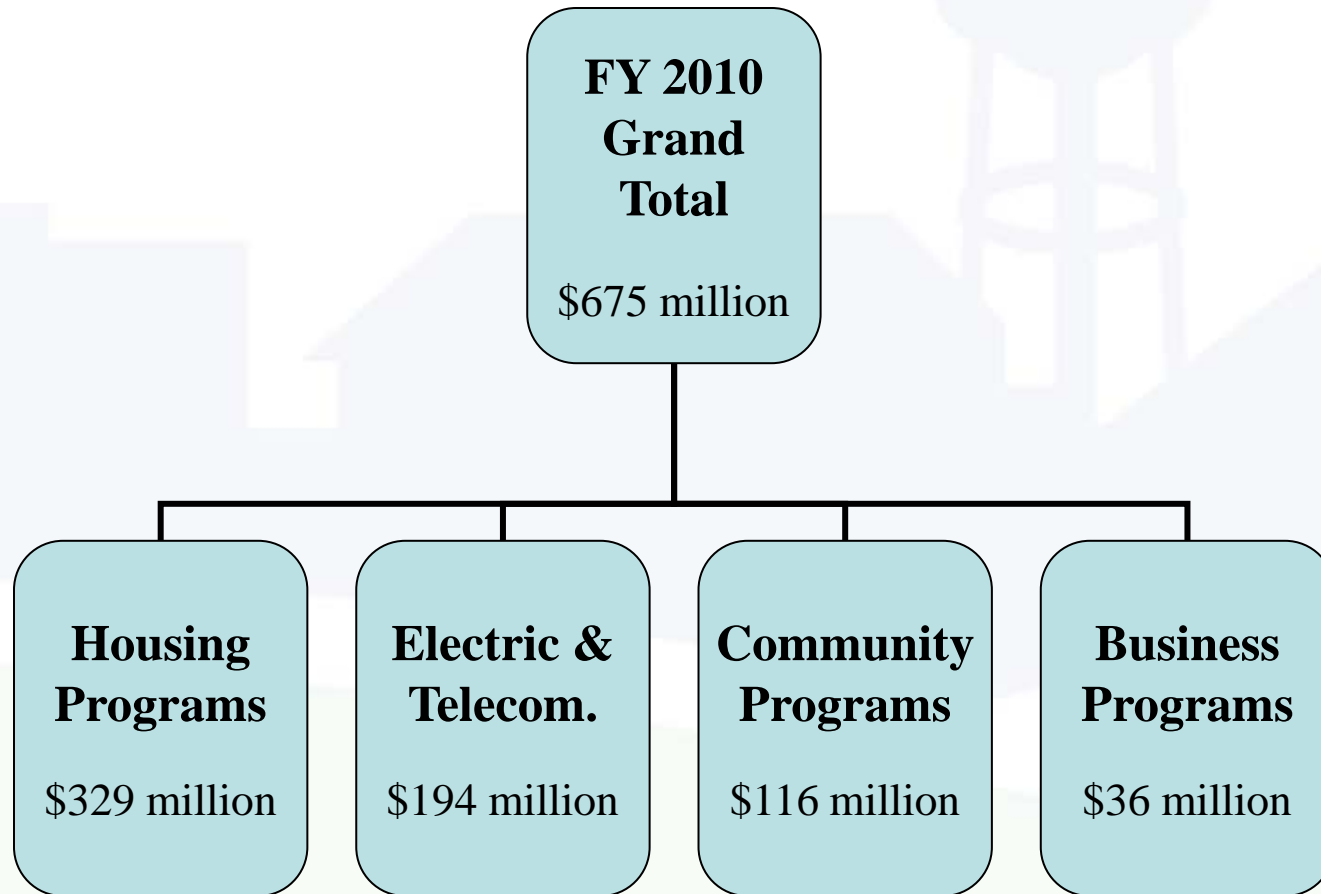 FY 2010
Grand
Total
$675 million
Housing
Programs
$329 million
Electric &
Telecom.
$194 million
Community
Programs
$116 million
Business
Programs
$36 million